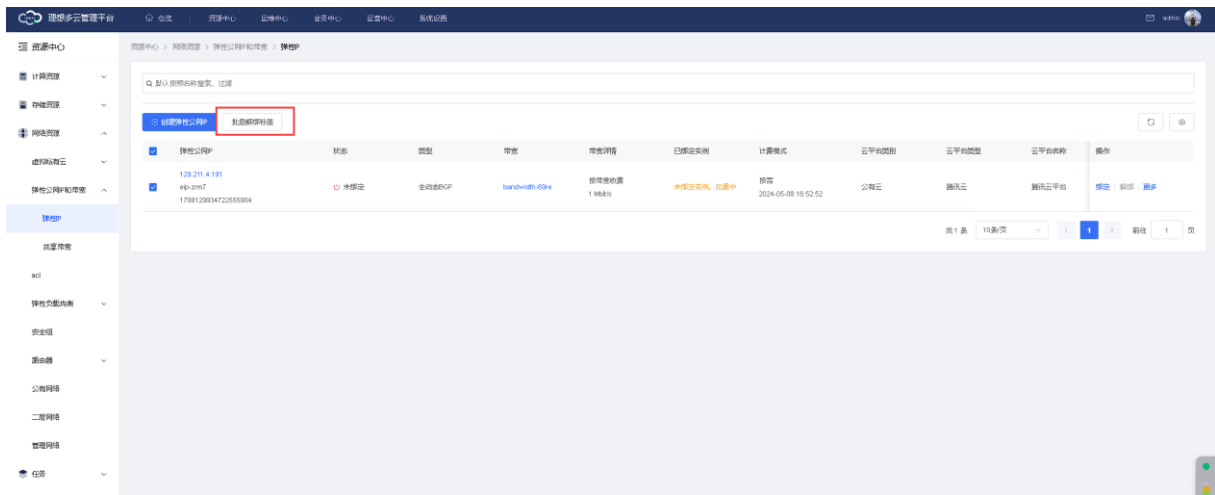 理想多云管理平台
总览
资源中心
运维中心
业务中心
运营中心
系统设置
admin
资源中心
资源中心 > 网络资源 > 弹性公网IP和带宽 > 弹性IP
计算资源
存储资源
网络资源
虚拟私有云
弹性公网IP和带宽
弹性IP
共享带宽
acl
弹性负载均衡
安全组
路由器
公有网络
二层网络
管理网络
任务
默认按照名称搜索、过滤
创建弹性公网IP
批量解绑标签
弹性公网IP 状态 类型 带宽 带宽详情 已绑定实例 计费模式 云平台类别 云平台类型 云平台名称 操作
129.211.4.191
eip-zrm7
1788129934722555904
未绑定
全动态BGP
bandwidth-69re
按带宽收费
1 Mbit/s
未绑定实例，扣费中
按需
2024-05-08 16:52:52
公有云
腾讯云
腾讯云平台
绑定 解绑 更多
共 1 条 10条/页 1 前往 1 页